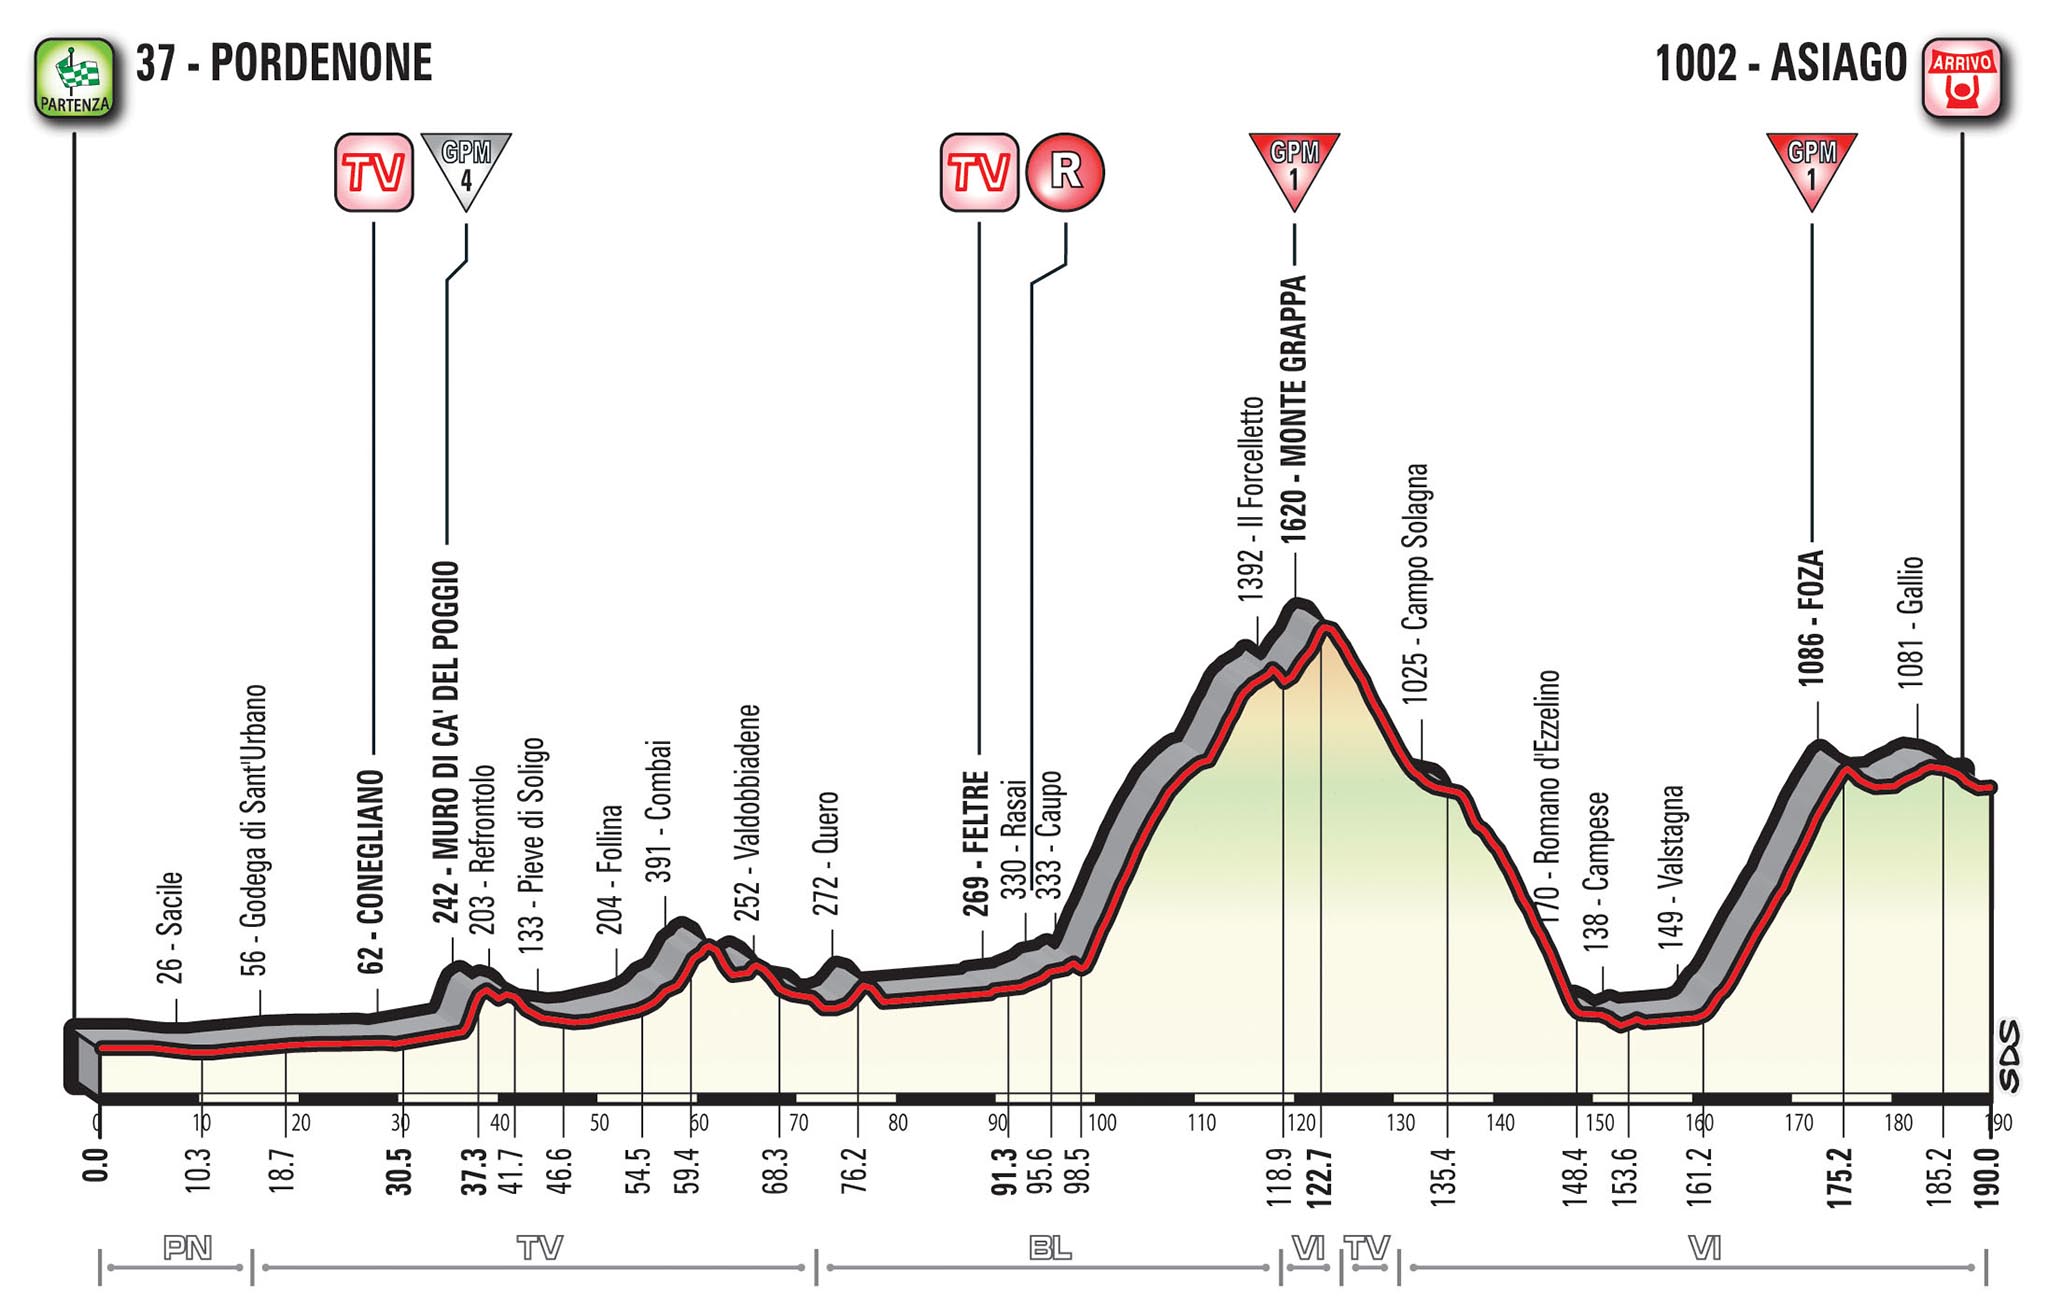 37 - PORDENONE
1002 - ASIAGO
PARTENZA
ARRIVO
TV
GPM
4
TV
R
GPM
1
GPM
1
26 - Sacile
56 - Godega di Sant'Urbano
62 - CONEGLIANO
242 - MURO DI CA' DEL POGGIO
203 - Refrontolo
133 - Pieve di Soligo
204 - Follina
391 - Combai
252 - Valdobbiadene
272 - Quero
269 - FELTRE
330 - Rasai
333 - Caupo
1392 - Il Forcelletto
1620 - MONTE GRAPPA
1025 - Campo Solagna
170 - Romano d'Ezzelino
138 - Campese
149 - Valstagna
1086 - FOZA
1081 - Gallio
SDS
0 10 20 30 40 50 60 70 80 90 100 110 120 130 140 150 160 170 180 190
0.0 10.3 18.7 30.5 37.3 41.7 46.6 54.5 59.4 68.3 76.2 91.3 95.6 98.5 118.9 122.7 135.4 148.4 153.6 161.2 175.2 185.2 190.0
PN TV BL VI TV VI